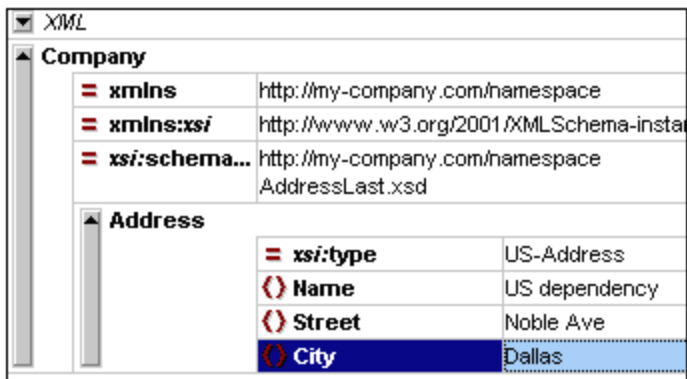 XML
Company
= xmlns http://my-company.com/namespace
= xmlns:xsi http://www.w3.org/2001/XMLSchema-instar
= xsi:schema... http://my-company.com/namespace
AddressLast.xsd
Address
= xsi:type US-Address
() Name US dependency
() Street Noble Ave
() City Dallas